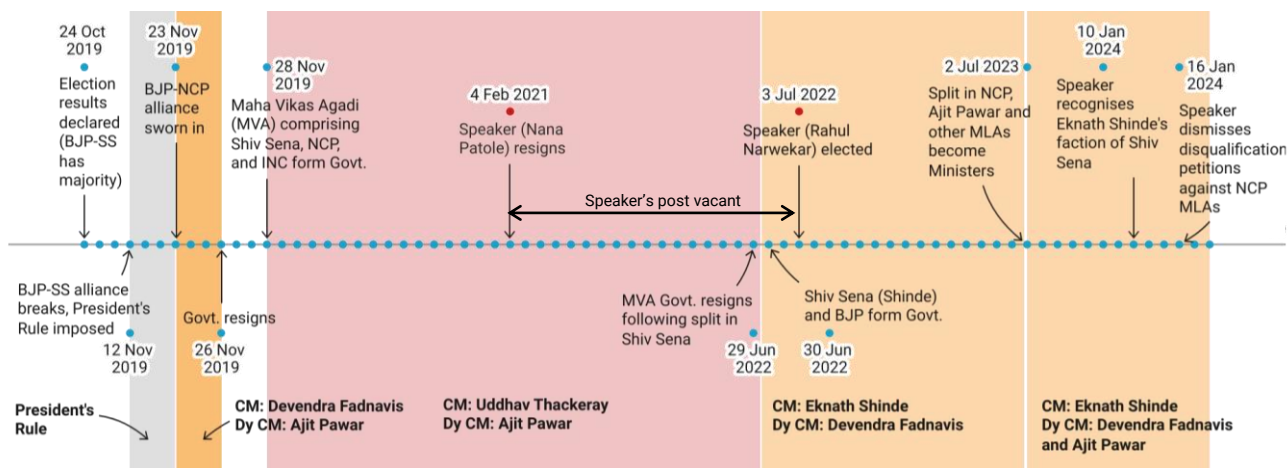 24 Oct
2019
Election
results
declared
(BJP-SS
has
majority)
23 Nov
2019
BJP-NCP
alliance
sworn in
28 Nov
2019
Maha Vikas Agadi
(MVA) comprising
Shiv Sena, NCP,
and INC form Govt.
4 Feb 2021
Speaker (Nana
Patole) resigns
3 Jul 2022
Speaker (Rahul
Narwekar) elected
2 Jul 2023
Split in NCP,
Ajit Pawar and
other MLAs
become
Ministers
10 Jan
2024
Speaker
recognises
Eknath Shinde's
faction of Shiv
Sena
16 Jan
2024
Speaker
dismisses
disqualification
petitions
against NCP
MLAs
Speaker's post vacant
BJP-SS alliance
breaks, President's
Rule imposed
12 Nov
2019
Govt. resigns
26 Nov
2019
MVA Govt. resigns
following split in
Shiv Sena
29 Jun
2022
Shiv Sena (Shinde)
and BJP form Govt.
30 Jun
2022
President's
Rule
CM: Devendra Fadnavis
Dy CM: Ajit Pawar
CM: Uddhav Thackeray
Dy CM: Ajit Pawar
CM: Eknath Shinde
Dy CM: Devendra Fadnavis
CM: Eknath Shinde
Dy CM: Devendra Fadnavis
and Ajit Pawar